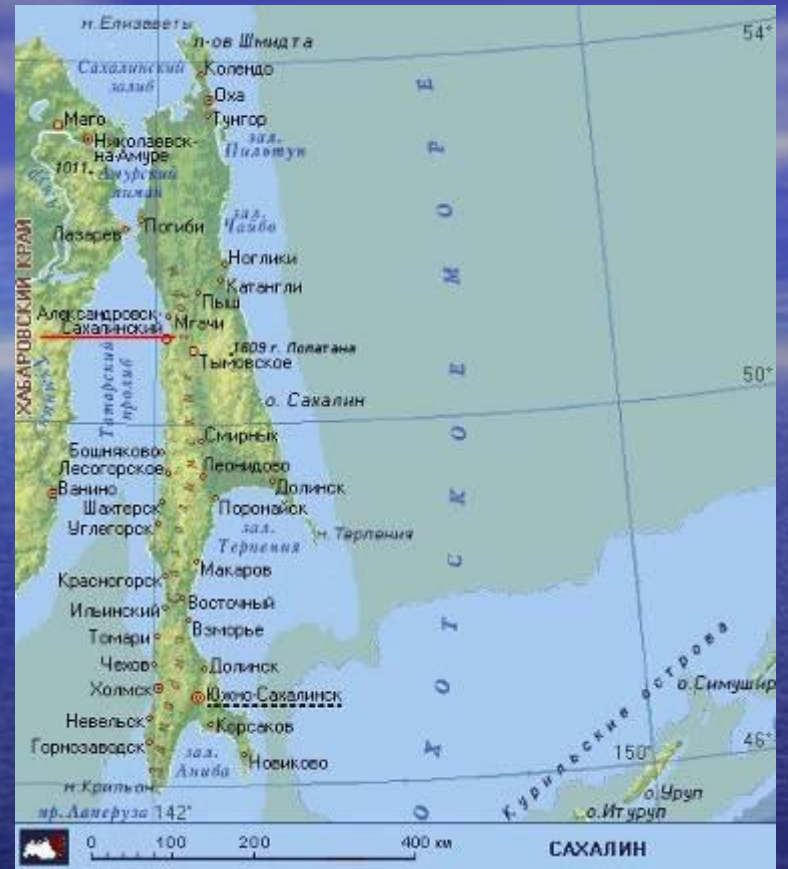 м. Елизаветы
п-ов Шмидта
54°
Сахалинский
залив
Колендо
Оха
Тунгор
Маго
Николаевск-
на-Амуре
зал.
Пильтун
1011
Амурский
лиман
Амур
зал.
Чайво
Лазарев
Погиби
Ноглики
Катангли
Пыш
ХАБАРОВСКИЙ КРАЙ
Александровск-
Сахалинский
Мгачи
1609 г. Лопатина
Тымовское
Татарский
пролив
50°
о. Сахалин
Смирных
Бошняково
Лесогорское
Леонидово
Ванино
Долинск
Шахтерск
Поронайск
Углегорск
зал.
Терпения
м. Терпения
Макаров
Красногорск
Восточный
Ильинский
Взморье
Томари
Чехов
Долинск
Холмск
Южно-Сахалинск
Невельск
Корсаков
Горнозаводск
зал.
Анива
Новиково
м. Крильон
пр. Лаперуза
142°
ОХОТСКОЕ МОРЕ
Курильские острова
о. Симушир
150°
46°
о. Уруп
о. Итуруп
0 100 200 400 км
САХАЛИН